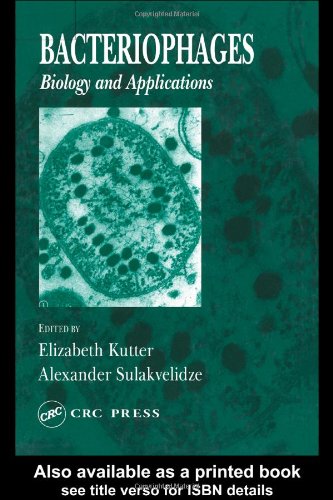 BACTERIOPHAGES
Biology and Applications
EDITED BY
Elizabeth Kutter
Alexander Sulakvelidze
CRC
CRC PRESS
Also available as a printed book
see title verso for ISBN details